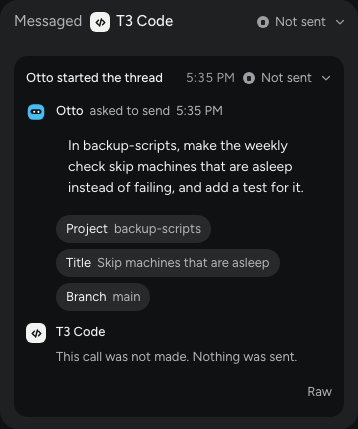 Messaged T3 Code Not sent
Otto started the thread 5:35 PM Not sent
Otto asked to send 5:35 PM
In backup-scripts, make the weekly
check skip machines that are asleep
instead of failing, and add a test for it.
Project backup-scripts
Title Skip machines that are asleep
Branch main
T3 Code
This call was not made. Nothing was sent.
Raw